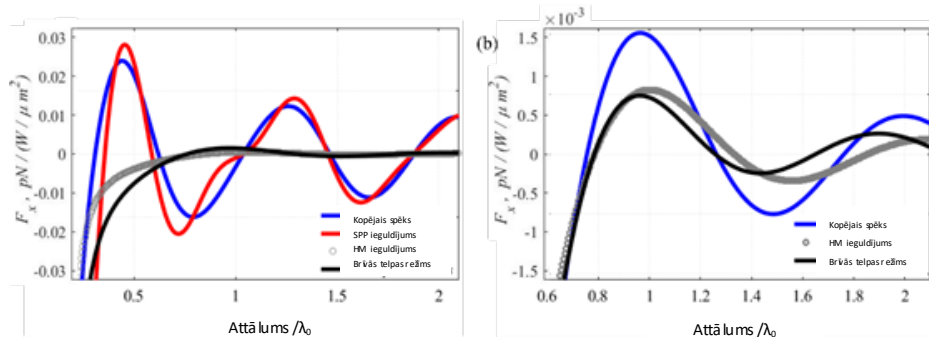 0.03
0.02
0.01
0
-0.01
-0.02
-0.03
F_x , pN / (W / μ m²)
0.5
1
1.5
2
Attālums /λ₀
Kopējais spēks
SPP ieguldījums
HM ieguldījums
Brīvās telpas režīms
(b)
×10⁻³
1.5
1
0.5
0
-0.5
-1
-1.5
F_x , pN / (W / μ m²)
0.6
0.8
1
1.2
1.4
1.6
1.8
2
Attālums /λ₀
Kopējais spēks
HM ieguldījums
Brīvās telpas režīms